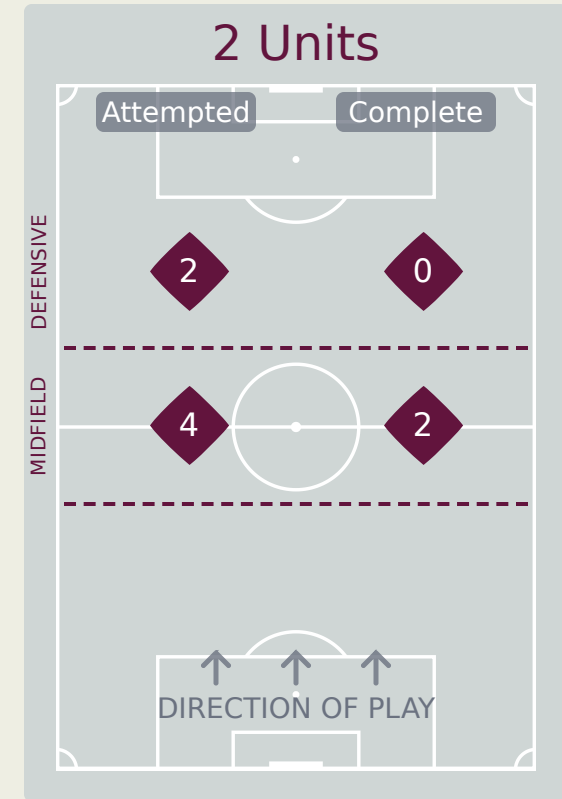 2 Units
Attempted Complete
DEFENSIVE
2 0
MIDFIELD
4 2
DIRECTION OF PLAY